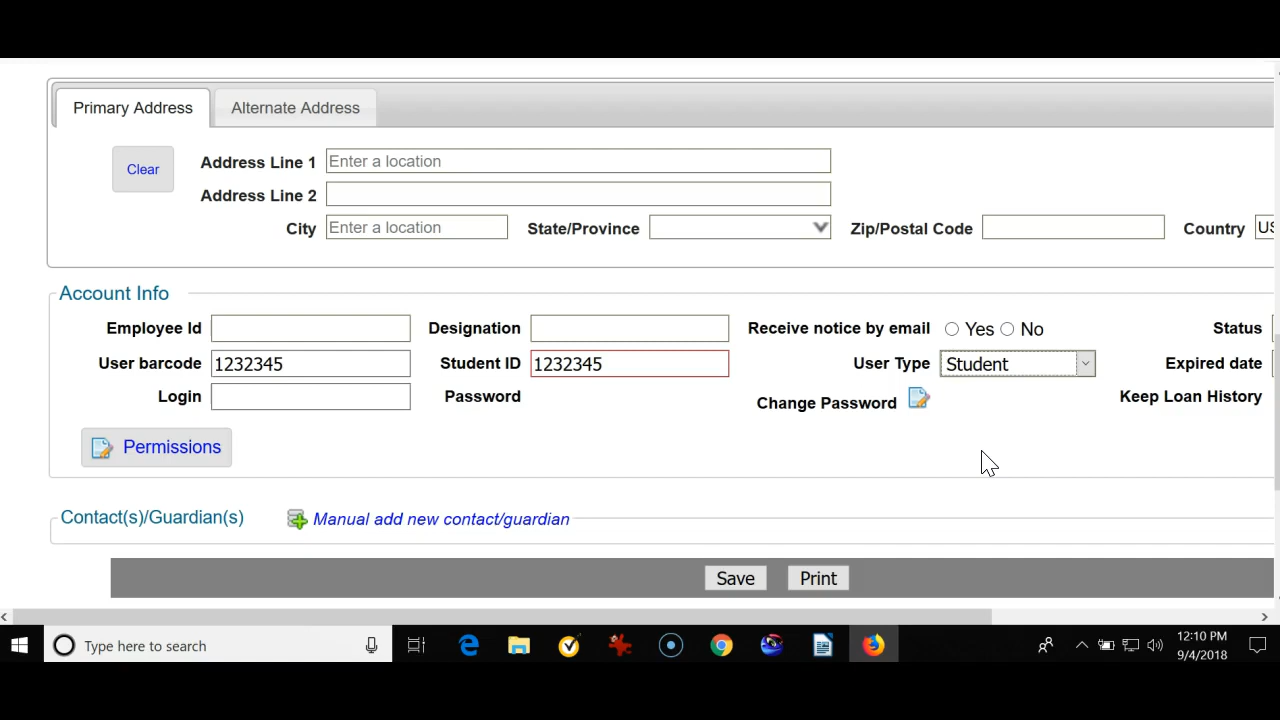 Primary Address Alternate Address
Clear Address Line 1 Enter a location
Address Line 2
City Enter a location State/Province Zip/Postal Code Country US
Account Info
Employee Id Designation Receive notice by email Yes No Status
User barcode 1232345 Student ID 1232345 User Type Student Expired date
Login Password Change Password Keep Loan History
Permissions
Contact(s)/Guardian(s) Manual add new contact/guardian
Save Print
Type here to search 12:10 PM
9/4/2018